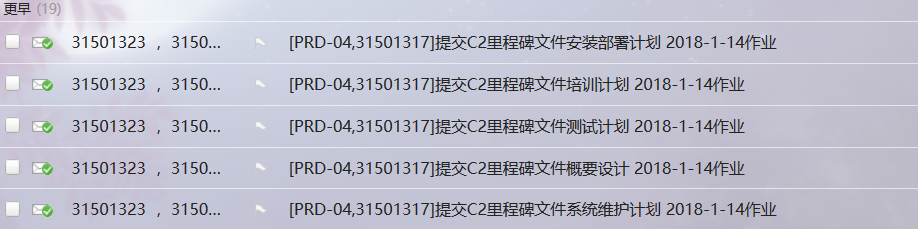 更早 (19)
31501323 ，3150... [PRD-04,31501317]提交C2里程碑文件安装部署计划 2018-1-14作业
31501323 ，3150... [PRD-04,31501317]提交C2里程碑文件培训计划 2018-1-14作业
31501323 ，3150... [PRD-04,31501317]提交C2里程碑文件测试计划 2018-1-14作业
31501323 ，3150... [PRD-04,31501317]提交C2里程碑文件概要设计 2018-1-14作业
31501323 ，3150... [PRD-04,31501317]提交C2里程碑文件系统维护计划 2018-1-14作业